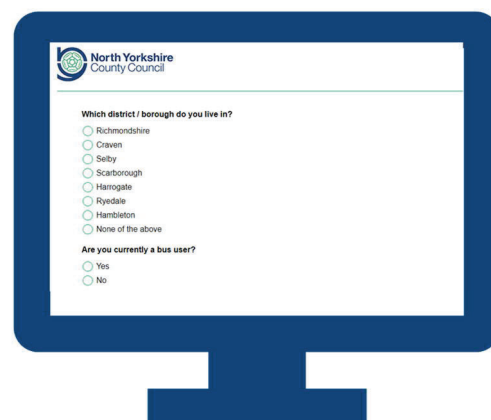 North Yorkshire
County Council
Which district / borough do you live in?
Richmondshire
Craven
Selby
Scarborough
Harrogate
Ryedale
Hambleton
None of the above
Are you currently a bus user?
Yes
No